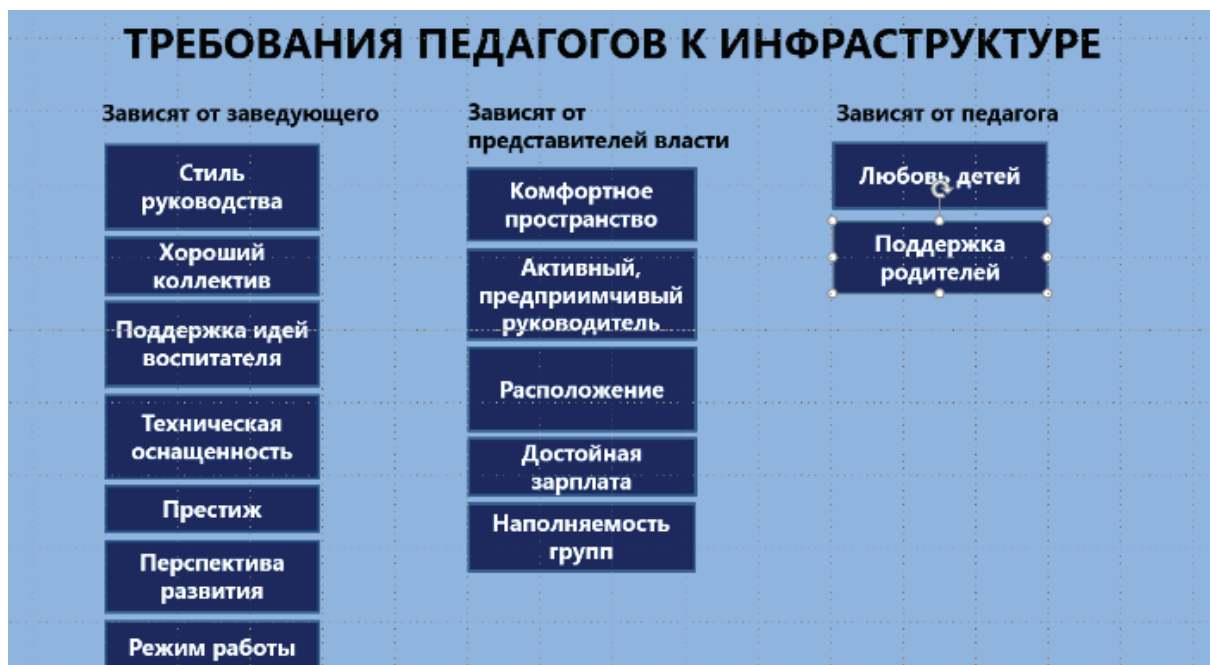 ТРЕБОВАНИЯ ПЕДАГОГОВ К ИНФРАСТРУКТУРЕ
Зависят от заведующего
Стиль
руководства
Хороший
коллектив
Поддержка идей
воспитателя
Техническая
оснащенность
Престиж
Перспектива
развития
Режим работы
Зависят от
представителей власти
Комфортное
пространство
Активный,
предприимчивый
руководитель
Расположение
Достойная
зарплата
Наполняемость
групп
Зависят от педагога
Любовь детей
Поддержка
родителей